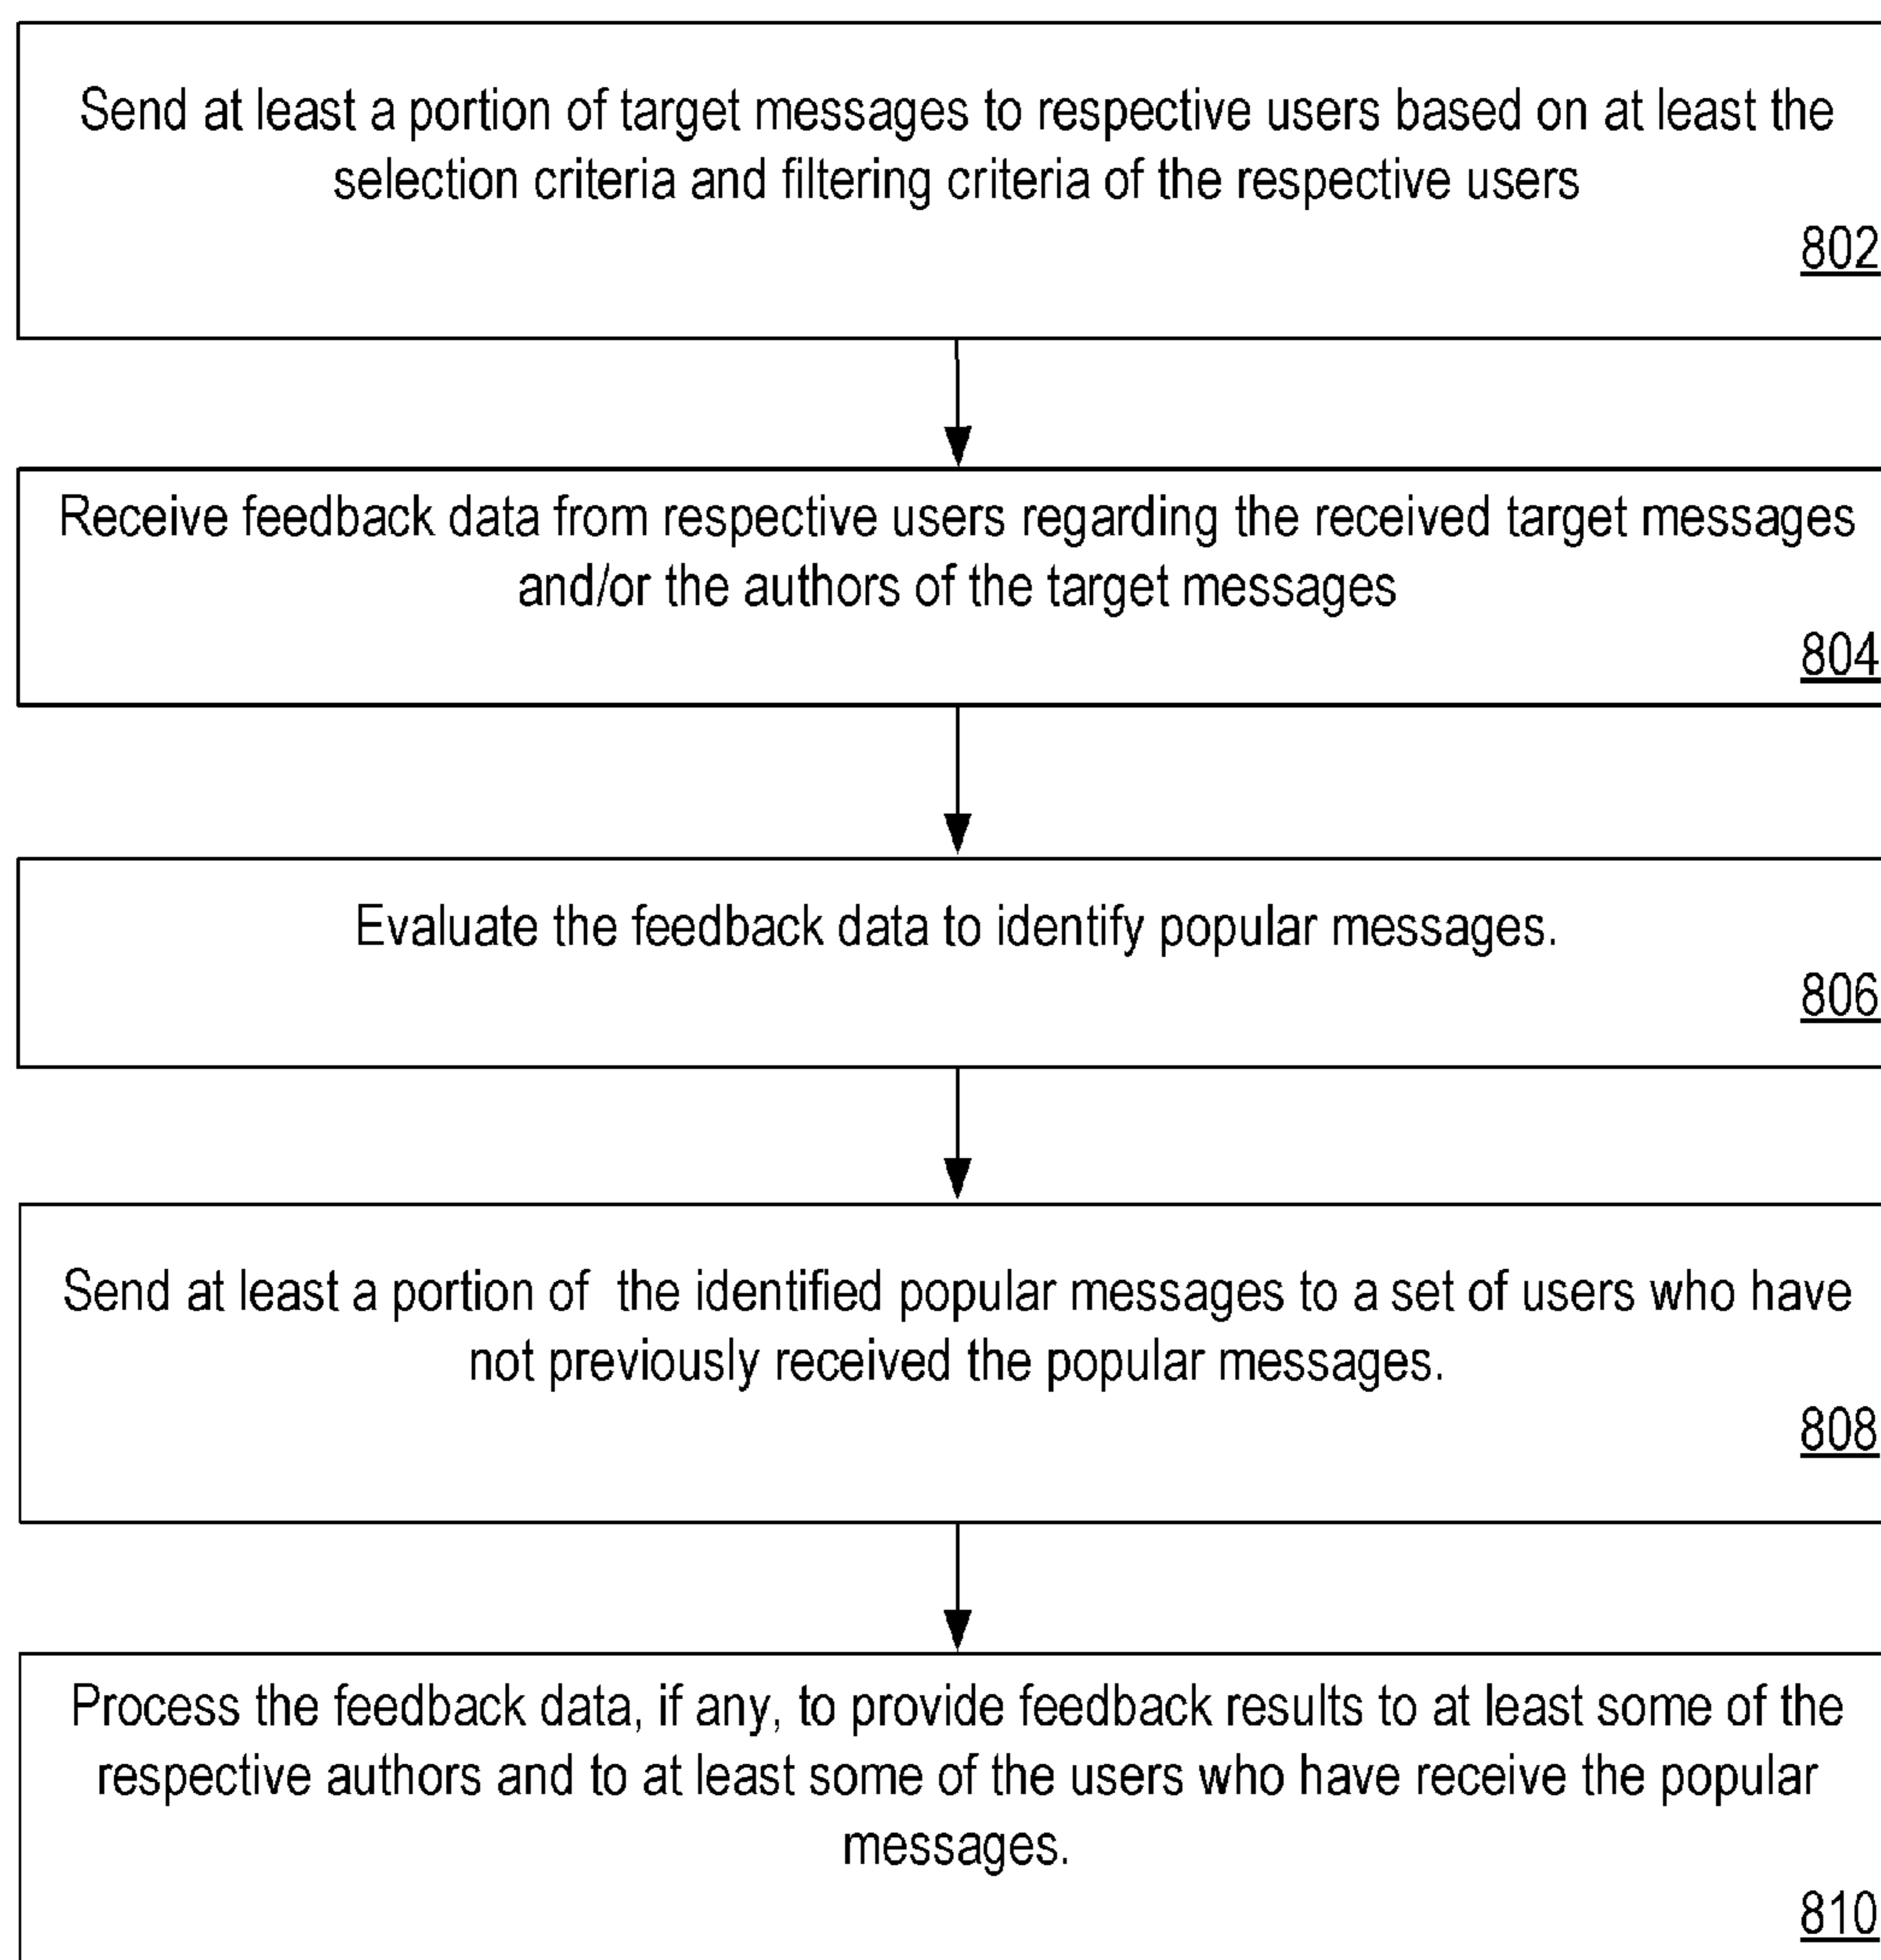 Send at least a portion of target messages to respective users based on at least the
selection criteria and filtering criteria of the respective users
802
Receive feedback data from respective users regarding the received target messages
and/or the authors of the target messages
804
Evaluate the feedback data to identify popular messages.
806
Send at least a portion of  the identified popular messages to a set of users who have
not previously received the popular messages.
808
Process the feedback data, if any, to provide feedback results to at least some of the
respective authors and to at least some of the users who have receive the popular
messages.
810